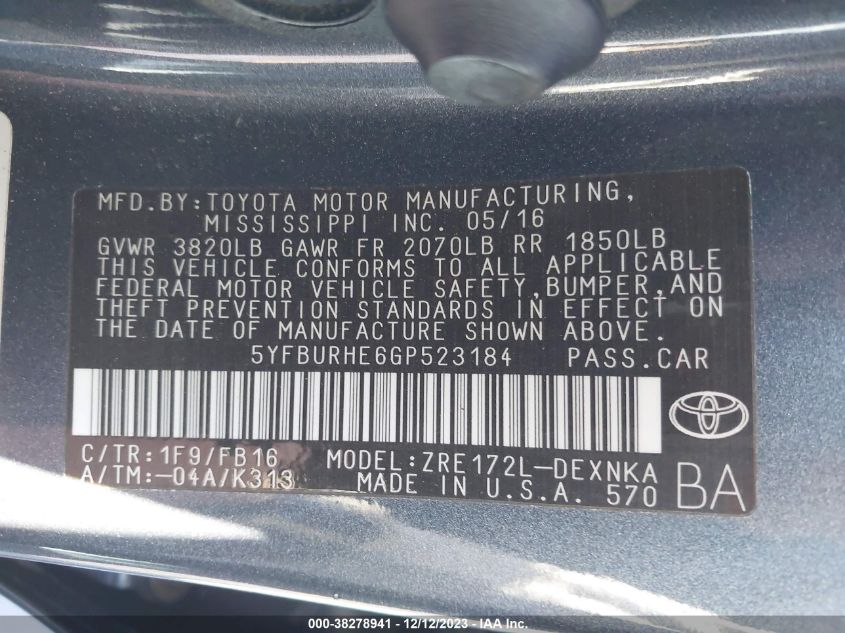 MFD.BY:TOYOTA MOTOR MANUFACTURING,
MISSISSIPPI INC. 05/16
GVWR 3820LB GAWR FR 2070LB RR 1850LB
THIS VEHICLE CONFORMS TO ALL APPLICABLE
FEDERAL MOTOR VEHICLE SAFETY,BUMPER,AND
THEFT PREVENTION STANDARDS IN EFFECT ON
THE DATE OF MANUFACTURE SHOWN ABOVE.
5YFBURHE6GP523184 PASS.CAR
C/TR:1F9/FB16 MODEL:ZRE172L-DEXNKA
A/TM:-04A/K313 MADE IN U.S.A. 570 BA
000-38278941 - 12/12/2023 - Copyright © 2023 IAA, Inc.